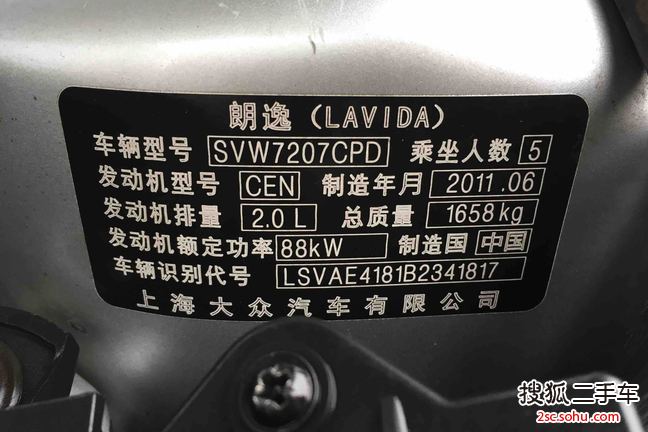 朗逸(LAVIDA)
车辆型号 SVW7207CPD 乘坐人数 5
发动机型号 CEN 制造年月 2011.06
发动机排量 2.0 L 总质量 1658kg
发动机额定功率 88kW 制造国 中国
车辆识别代号 LSVAE4181B2341817
上海大众汽车有限公司
搜狐二手车
2sc.sohu.com